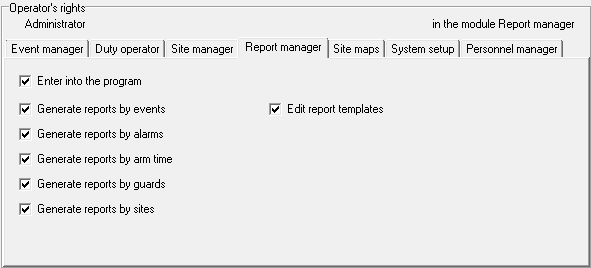 Operator's rights
Administrator in the module Report manager
Event manager Duty operator Site manager Report manager Site maps System setup Personnel manager
Enter into the program
Generate reports by events Edit report templates
Generate reports by alarms
Generate reports by arm time
Generate reports by guards
Generate reports by sites